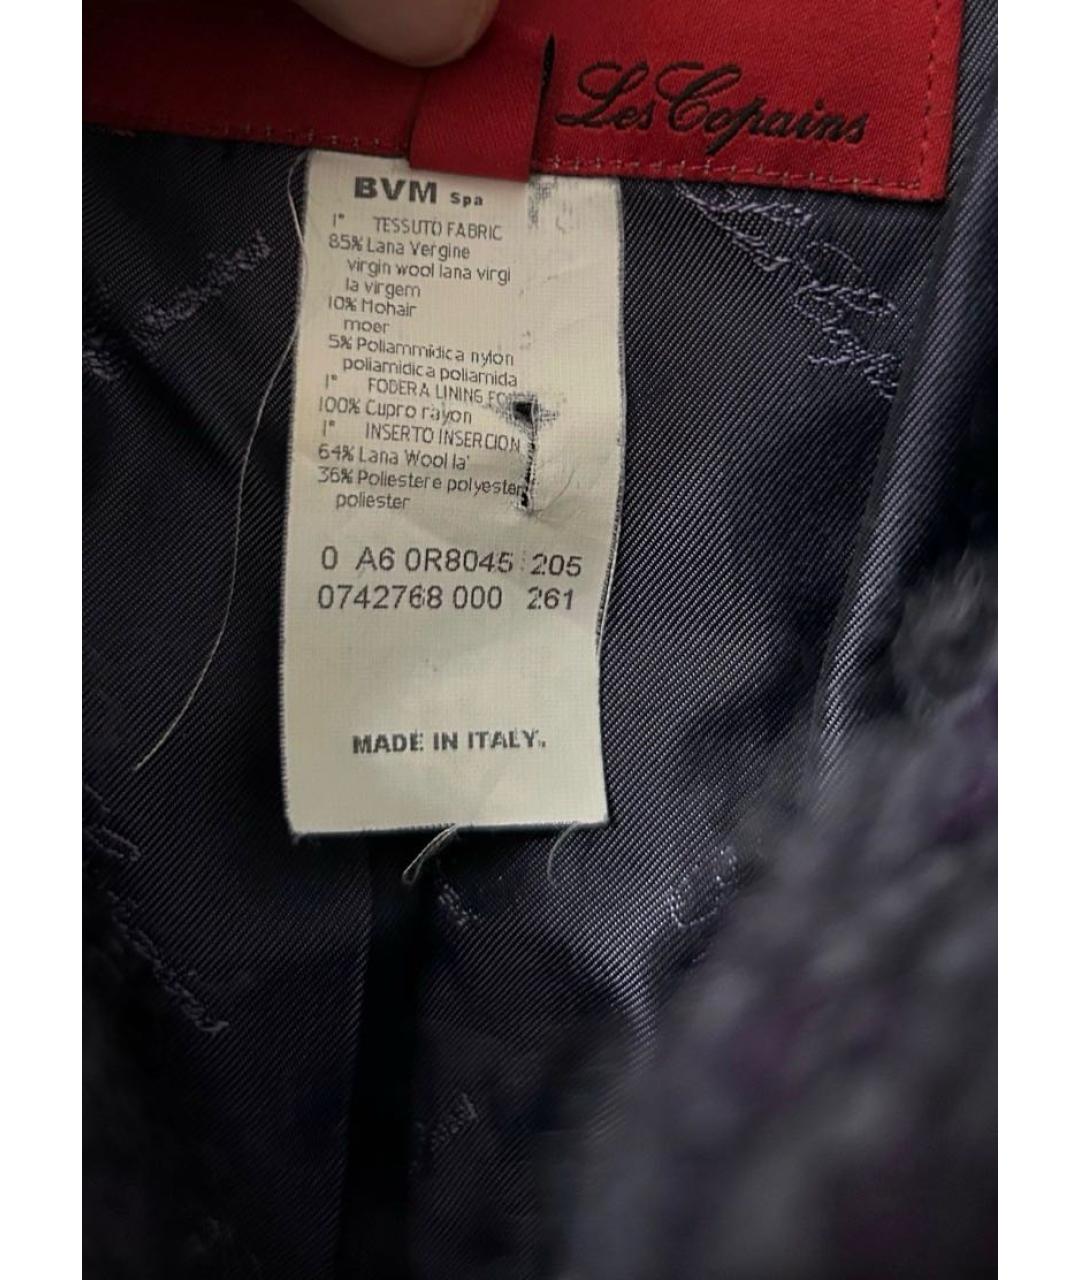 Les Copains
BVM Spa
1° TESSUTO FABRIC
85% Lana Vergine
virgin wool lana virgi
la virgem
10% Mohair
moer
5% Poliammidica nylon
poliamidica poliamida
1° FODERA LINING FO
100% Cupro rayon
1° INSERTO INSERCION
64% Lana Wool la'
36% Poliestere polyester
poliester
0 A6 0R8045 205
0742768 000 261
MADE IN ITALY.